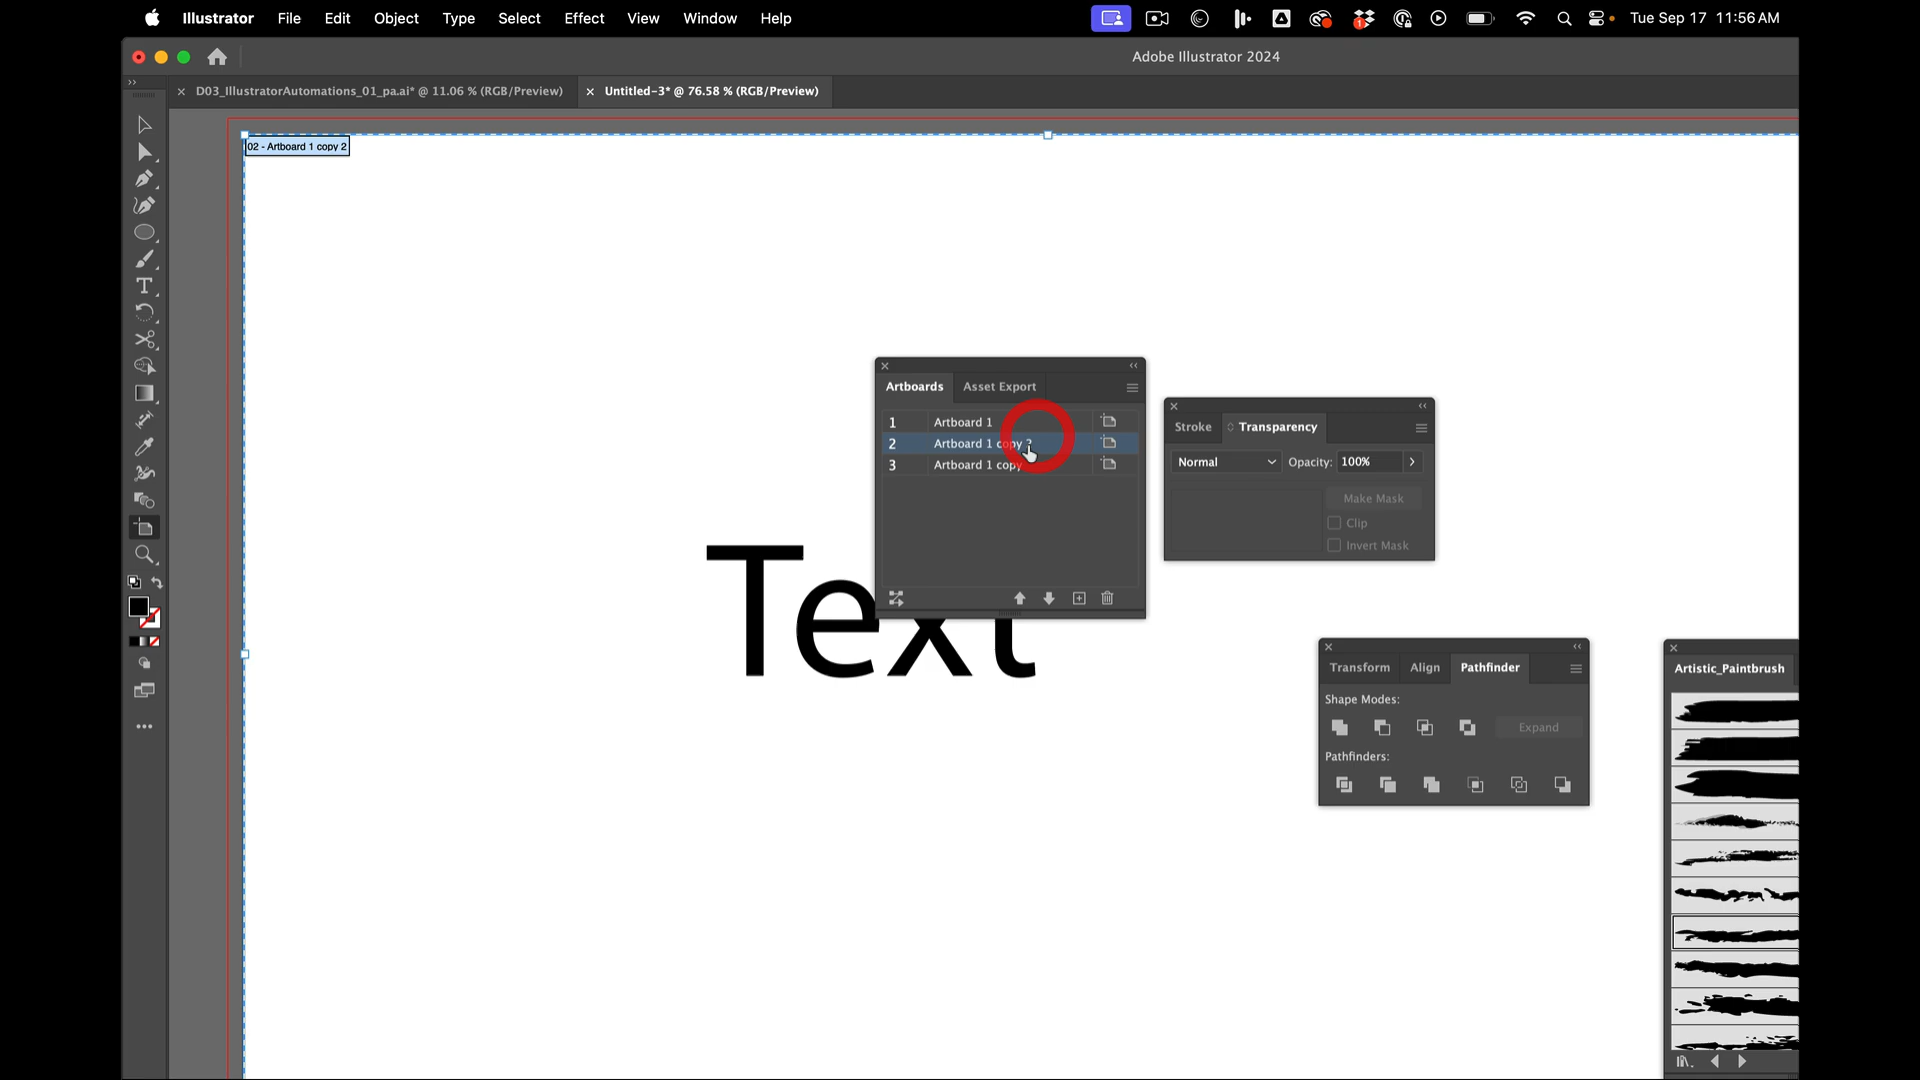 Illustrator File Edit Object Type Select Effect View Window Help
1
Tue Sep 17 11:56 AM
Adobe Illustrator 2024
D03_IllustratorAutomations_01_pa.ai* @ 11.06 % (RGB/Preview)
Untitled-3* @ 76.58 % (RGB/Preview)
02 - Artboard 1 copy 2
Artboards Asset Export
1 Artboard 1
2 Artboard 1 copy 2
3 Artboard 1 copy
Stroke Transparency
Normal Opacity: 100%
Make Mask
Clip
Invert Mask
Text
Transform Align Pathfinder
Shape Modes:
Expand
Pathfinders:
Artistic_Paintbrush